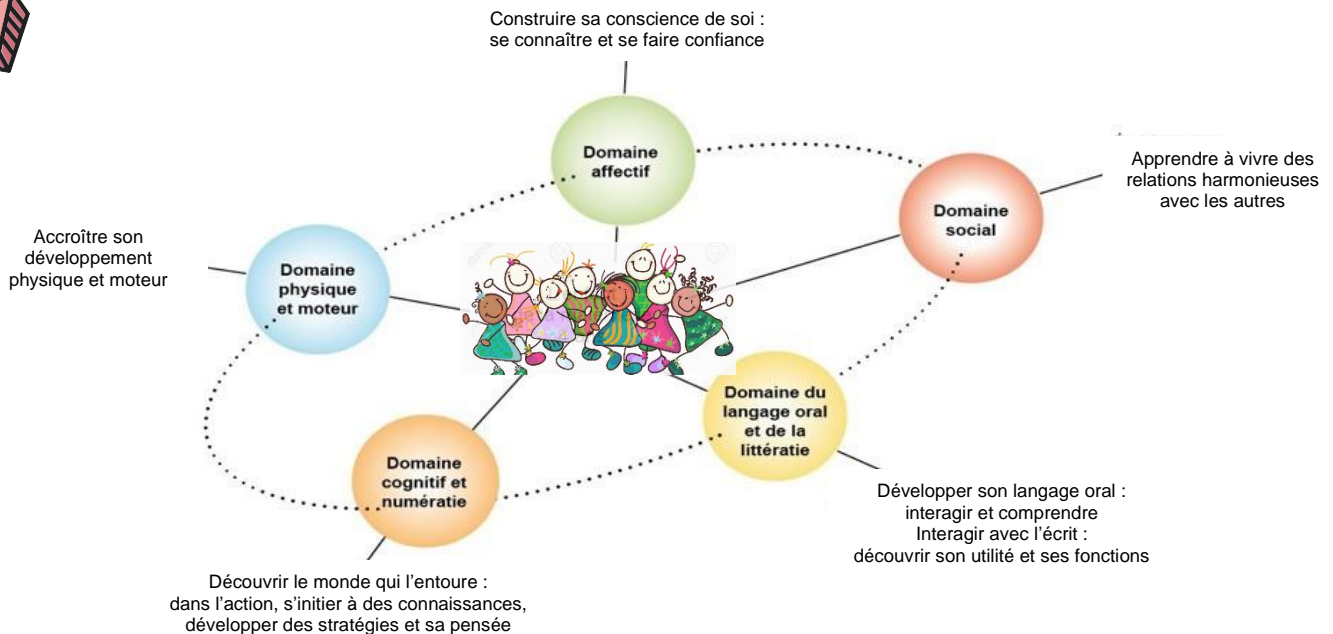 Construire sa conscience de soi :
se connaître et se faire confiance
Domaine
affectif
Apprendre à vivre des
relations harmonieuses
avec les autres
Domaine
social
Accroître son
développement
physique et moteur
Domaine
physique
et moteur
Domaine du
langage oral
et de la
littératie
Domaine
cognitif et
numératie
Développer son langage oral :
interagir et comprendre
Interagir avec l’écrit :
découvrir son utilité et ses fonctions
Découvrir le monde qui l’entoure :
dans l’action, s’initier à des connaissances,
développer des stratégies et sa pensée